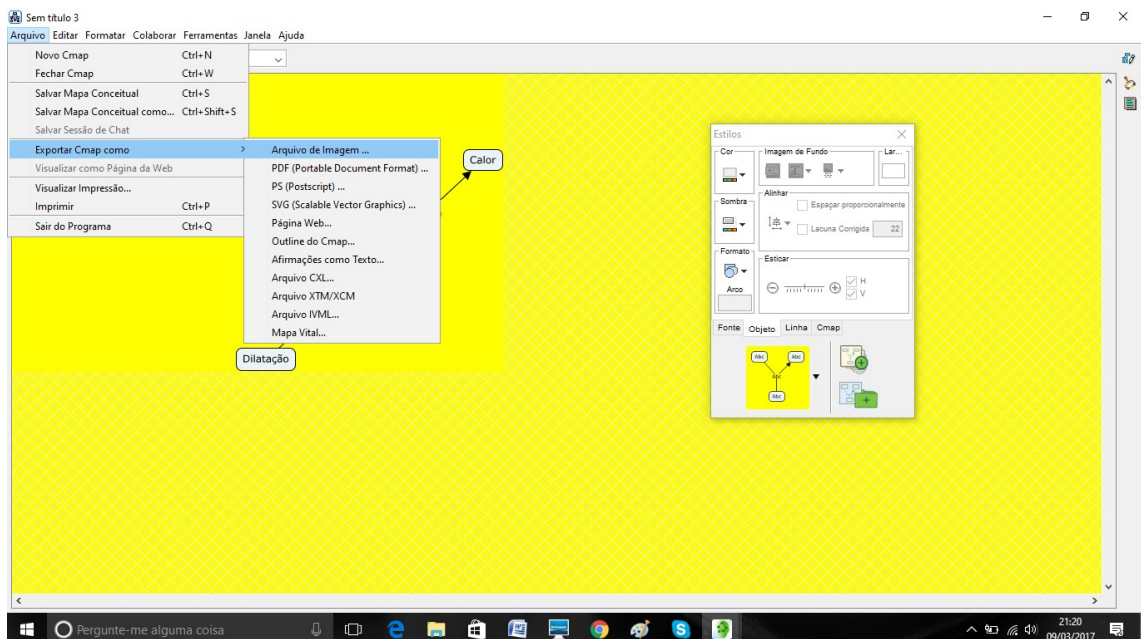 Sem título 3
Arquivo Editar Formatar Colaborar Ferramentas Janela Ajuda
Novo Cmap Ctrl+N
Fechar Cmap Ctrl+W
Salvar Mapa Conceitual Ctrl+S
Salvar Mapa Conceitual como... Ctrl+Shift+S
Salvar Sessão de Chat
Exportar Cmap como
Visualizar como Página da Web
Visualizar Impressão...
Imprimir Ctrl+P
Sair do Programa Ctrl+Q
Arquivo de Imagem ...
PDF (Portable Document Format) ...
PS (Postscript) ...
SVG (Scalable Vector Graphics) ...
Página Web...
Outline do Cmap...
Afirmações como Texto...
Arquivo CXL...
Arquivo XTM/XCM
Arquivo IVML...
Mapa Vital...
Calor
Dilatação
Estilos
Cor Imagem de Fundo Lar...
Sombra Alinhar
Espaçar proporcionalmente
Lacuna Corrigida 22
Formato Esticar
Arco
H
V
Fonte Objeto Linha Cmap
Abc Abc
Abc
Abc
Pergunte-me alguma coisa
21:20
09/03/2017